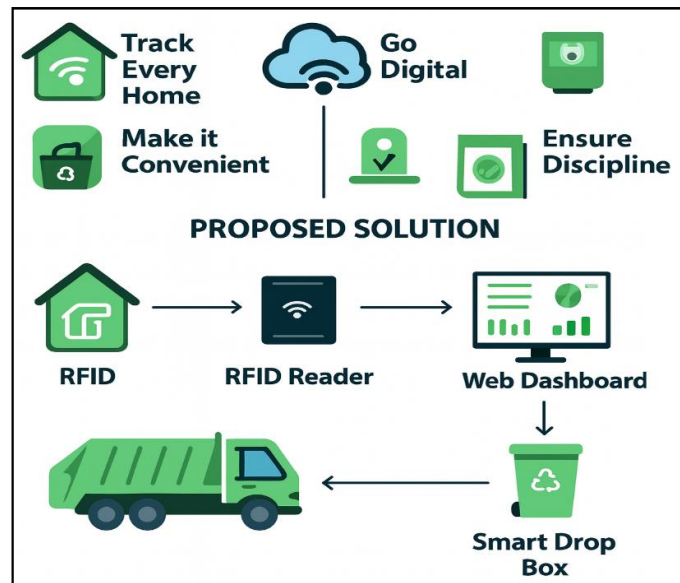 Track
Every
Home
Go
Digital
Make it
Convenient
Ensure
Discipline
PROPOSED SOLUTION
RFID
RFID Reader
Web Dashboard
Smart Drop
Box